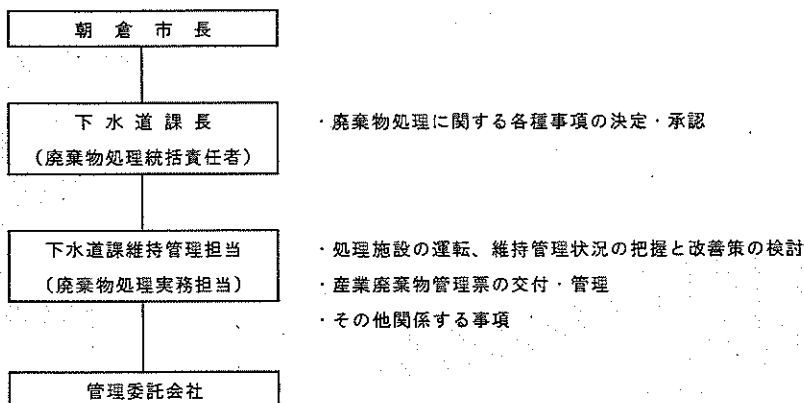 朝倉市長
下水道課長
(廃棄物処理統括責任者)
・廃棄物処理に関する各種事項の決定・承認
下水道課維持管理担当
(廃棄物処理実務担当)
・処理施設の運転、維持管理状況の把握と改善策の検討
・産業廃棄物管理票の交付・管理
・その他関係する事項
管理委託会社